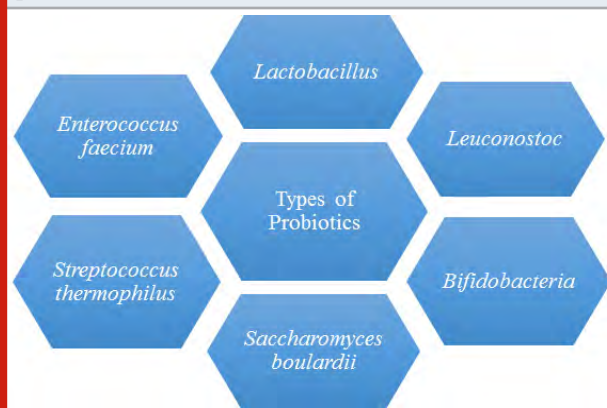 Lactobacillus
Enterococcus
faecium
Leuconostoc
Types of
Probiotics
Streptococcus
thermophilus
Bifidobacteria
Saccharomyces
boulardii